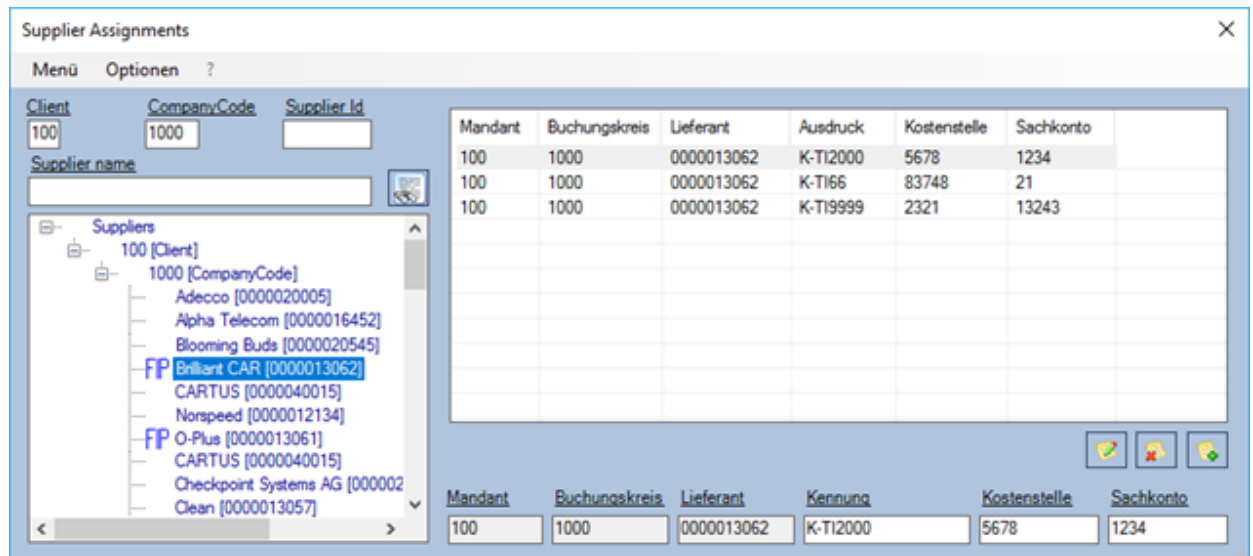 Supplier Assignments
Menü Optionen ?
Client CompanyCode Supplier Id
100 1000
Supplier name
Suppliers
100 [Client]
1000 [CompanyCode]
Adecco [0000020005]
Alpha Telecom [0000016452]
Blooming Buds [0000020545]
FIP Brilliant CAR [0000013062]
CARTUS [0000040015]
Norspeed [0000012134]
FIP O-Plus [0000013061]
CARTUS [0000040015]
Checkpoint Systems AG [000002
Clean [0000013057]
Mandant Buchungskreis Lieferant Ausdruck Kostenstelle Sachkonto
100 1000 0000013062 K-TI2000 5678 1234
100 1000 0000013062 K-TI66 83748 21
100 1000 0000013062 K-TI9999 2321 13243
Mandant Buchungskreis Lieferant Kennung Kostenstelle Sachkonto
100 1000 0000013062 K-TI2000 5678 1234